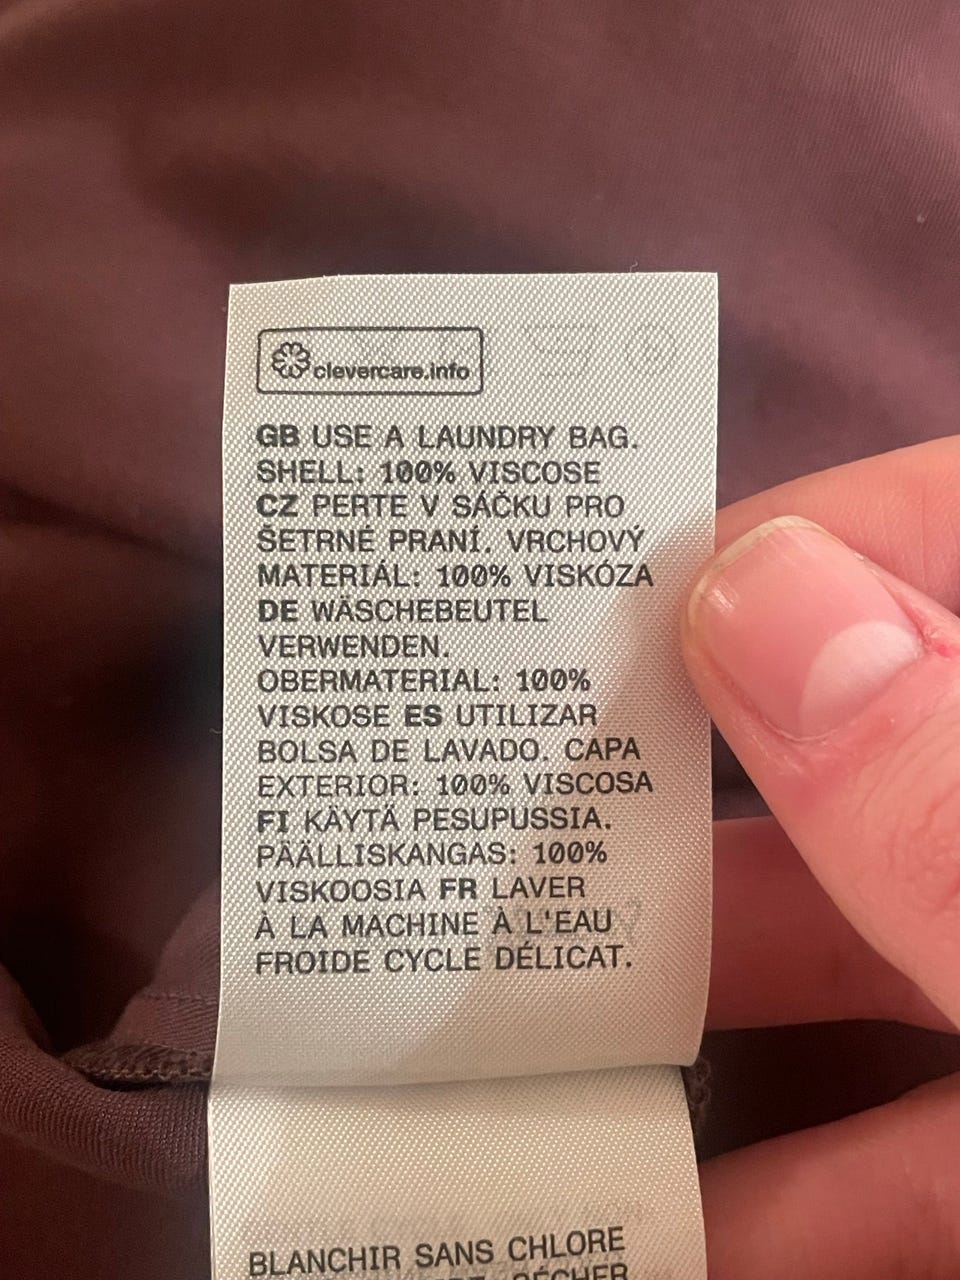 clevercare.info
GB USE A LAUNDRY BAG.
SHELL: 100% VISCOSE
CZ PERTE V SÁČKU PRO
ŠETRNÉ PRANÍ. VRCHOVÝ
MATERIÁL: 100% VISKÓZA
DE WÄSCHEBEUTEL
VERWENDEN.
OBERMATERIAL: 100%
VISKOSE ES UTILIZAR
BOLSA DE LAVADO. CAPA
EXTERIOR: 100% VISCOSA
FI KÄYTÄ PESUPUSSIA.
PÄÄLLISKANGAS: 100%
VISKOOSIA FR LAVER
À LA MACHINE À L'EAU
FROIDE CYCLE DÉLICAT.
BLANCHIR SANS CHLORE
SÉCHER